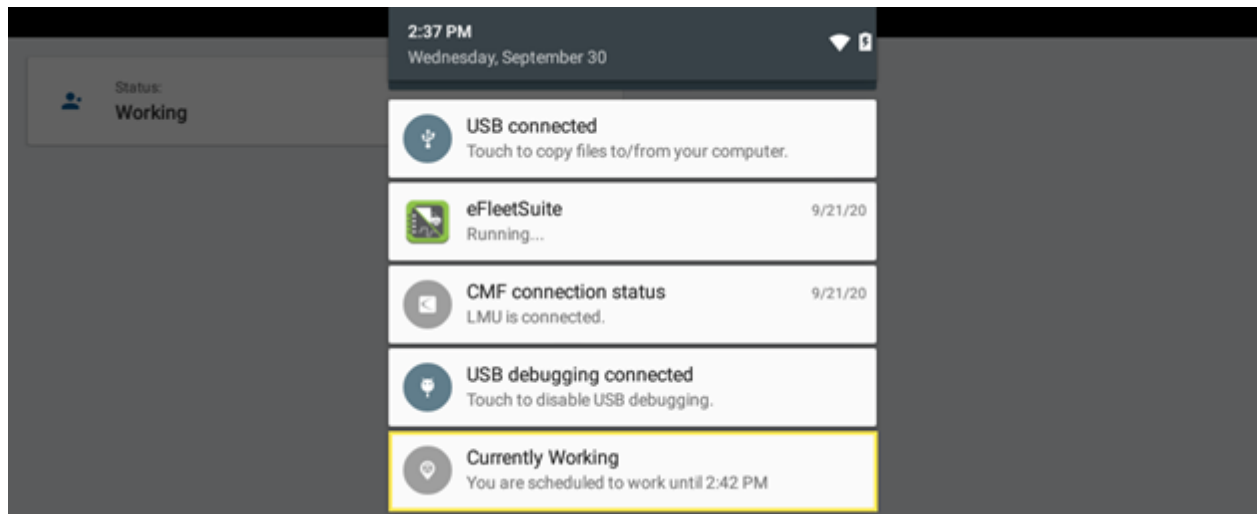 2:37 PM
Wednesday, September 30
Status:
Working
USB connected
Touch to copy files to/from your computer.
eFleetSuite 9/21/20
Running...
CMF connection status 9/21/20
LMU is connected.
USB debugging connected
Touch to disable USB debugging.
Currently Working
You are scheduled to work until 2:42 PM